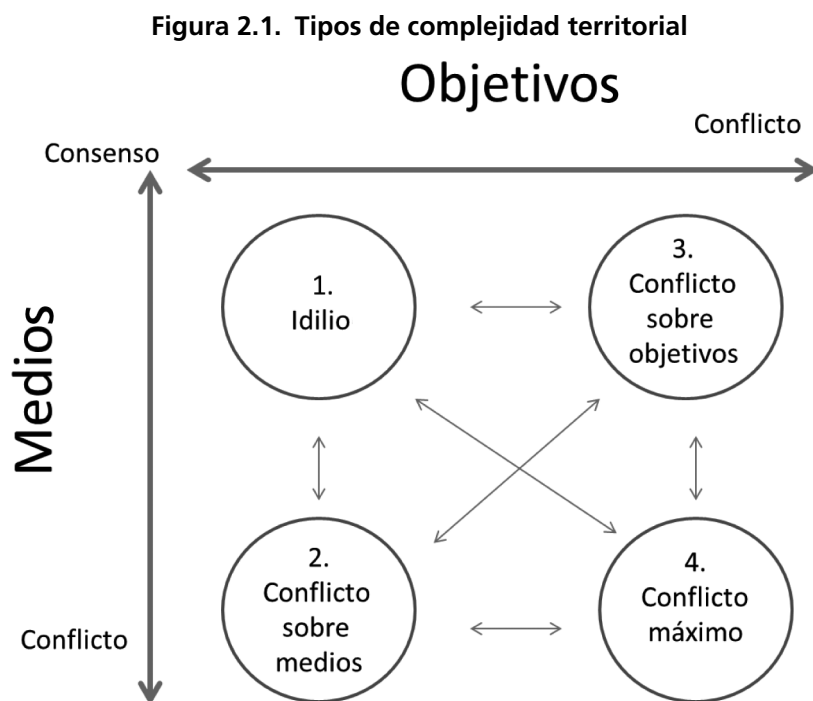 Figura 2.1. Tipos de complejidad territorial
Objetivos
Conflicto
Consenso
Medios
1.
Idilio
3.
Conflicto
sobre
objetivos
2.
Conflicto
sobre
medios
4.
Conflicto
máximo
Conflicto